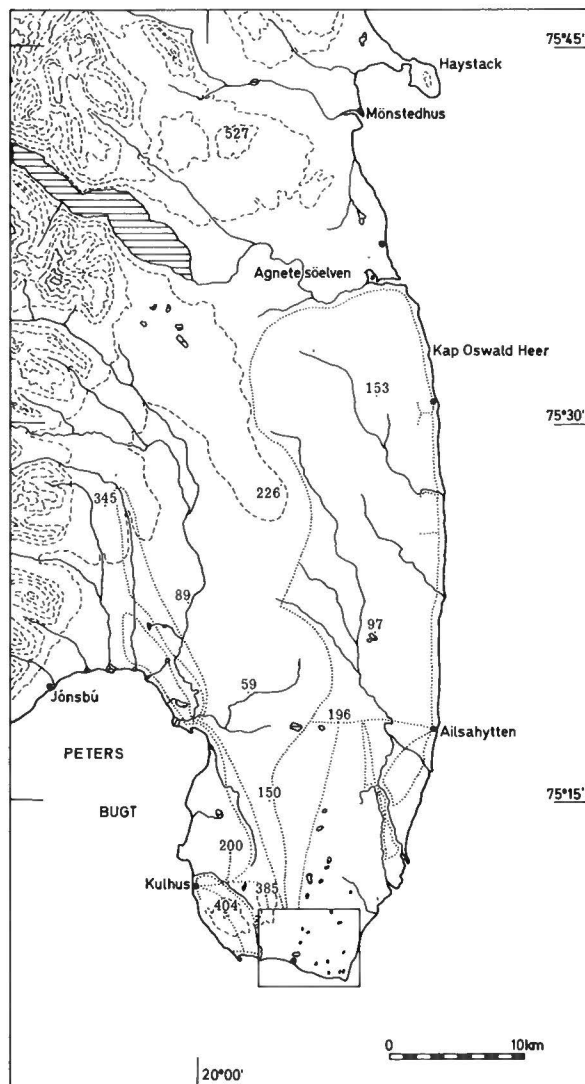 75°45'
Haystack
Mönstedhus
527
Agnete söelven
Kap Oswald Heer
153
75°30'
226
345
89
97
59
196
Jónsbú
Ailsahytten
PETERS
150
75°15'
BUGT
200
Kulhus
385
404
0 10km
20°00'